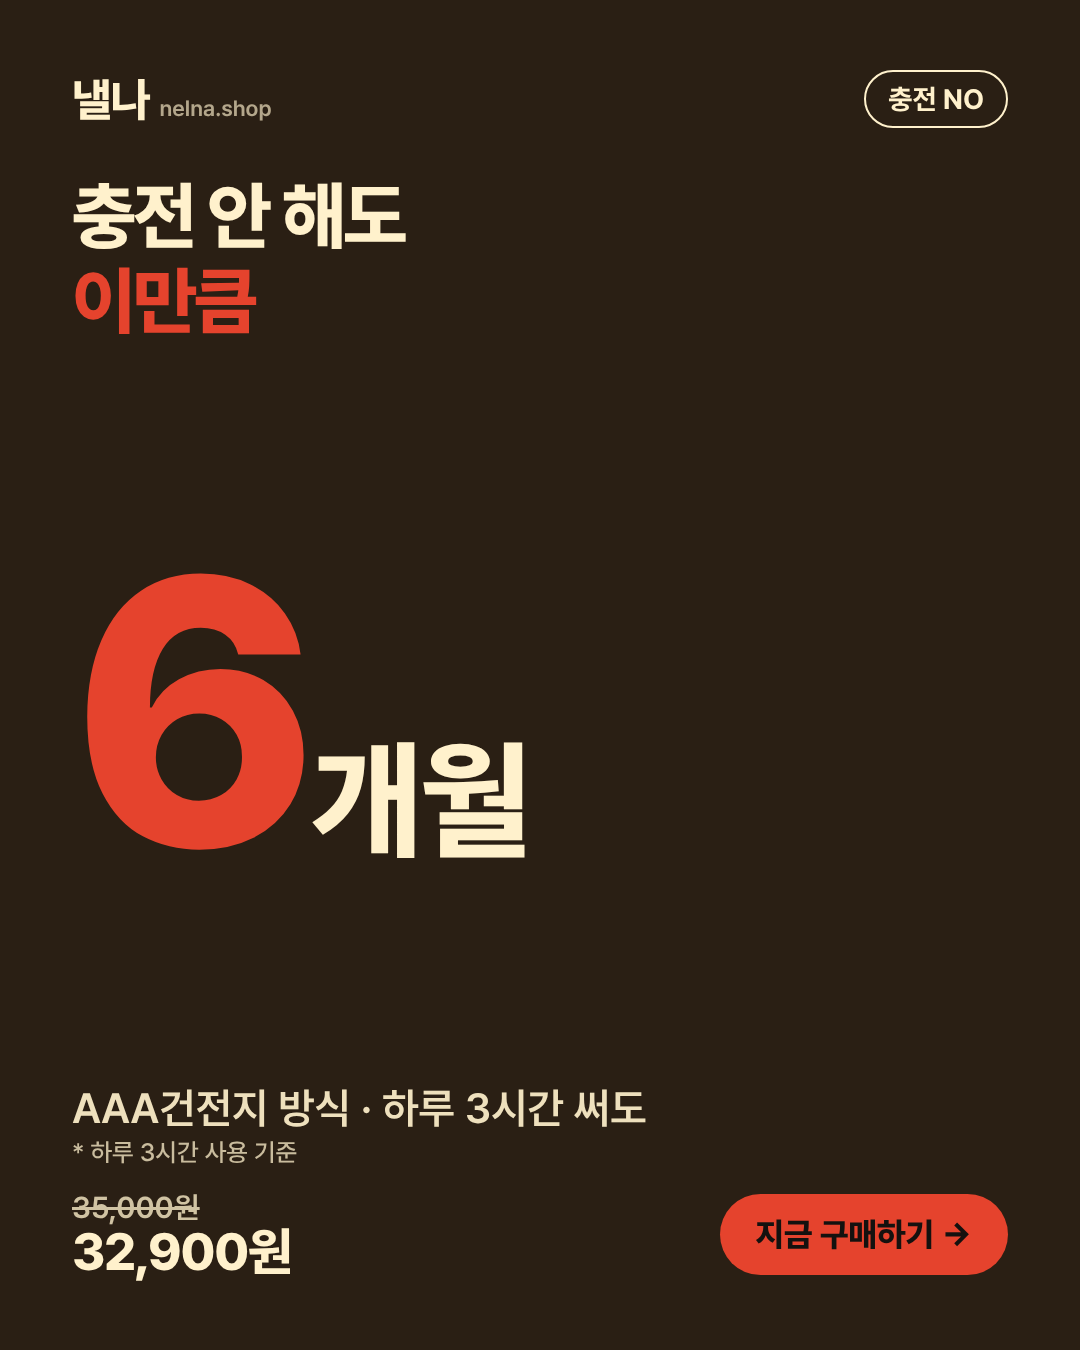 냴나 nelna.shop
충전 NO
충전 안 해도
이만큼
6개월
AAA건전지 방식 · 하루 3시간 써도
* 하루 3시간 사용 기준
35,000원
32,900원
지금 구매하기 →